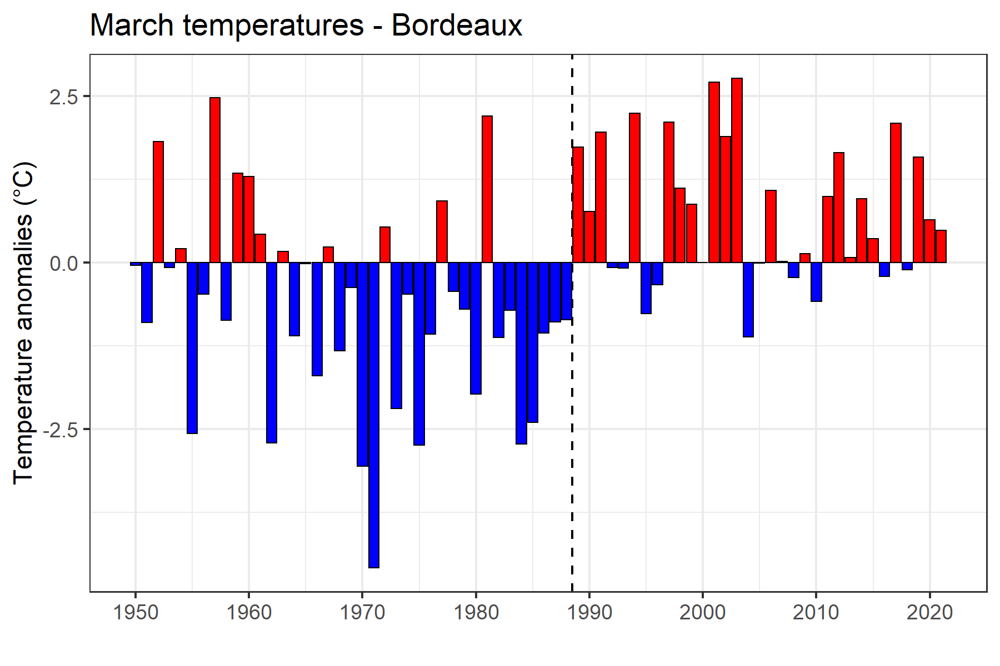 March temperatures - Bordeaux
Temperature anomalies (°C)
2.5
0.0
-2.5
1950 1960 1970 1980 1990 2000 2010 2020